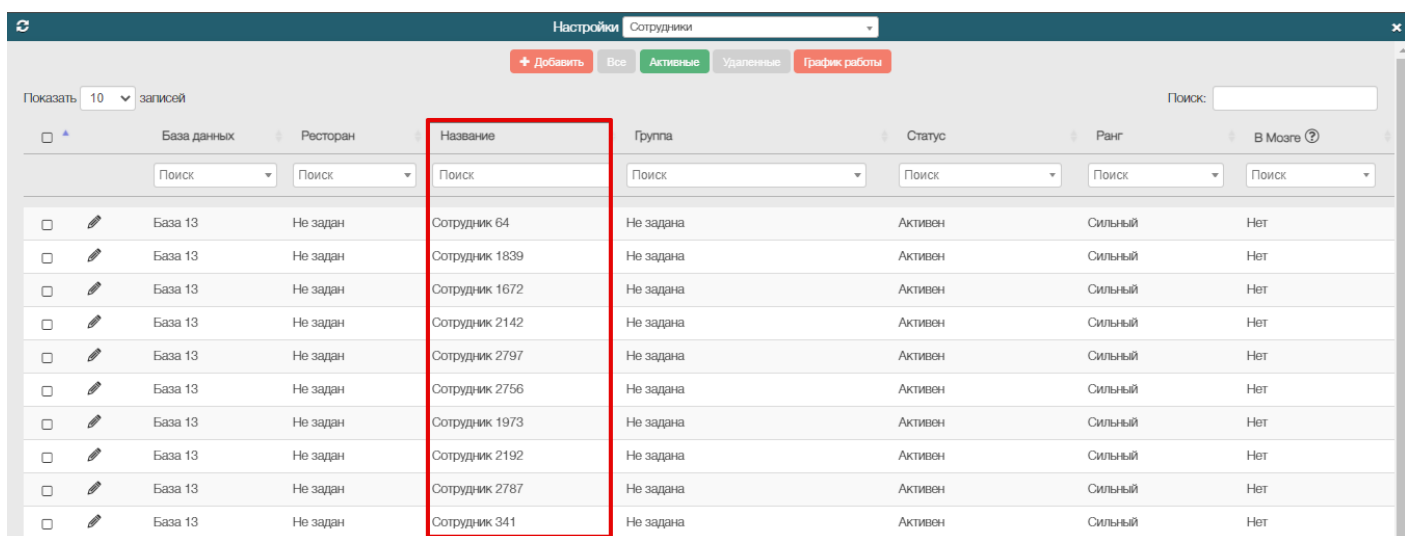 Настройки Сотрудники
+ Добавить Все Активные Удаленные График работы
Показать 10 записей Поиск:
База данных Ресторан Название Группа Статус Ранг В Мозге ?
Поиск Поиск Поиск Поиск Поиск Поиск Поиск
База 13 Не задан Сотрудник 64 Не задана Активен Сильный Нет
База 13 Не задан Сотрудник 1839 Не задана Активен Сильный Нет
База 13 Не задан Сотрудник 1672 Не задана Активен Сильный Нет
База 13 Не задан Сотрудник 2142 Не задана Активен Сильный Нет
База 13 Не задан Сотрудник 2797 Не задана Активен Сильный Нет
База 13 Не задан Сотрудник 2756 Не задана Активен Сильный Нет
База 13 Не задан Сотрудник 1973 Не задана Активен Сильный Нет
База 13 Не задан Сотрудник 2192 Не задана Активен Сильный Нет
База 13 Не задан Сотрудник 2787 Не задана Активен Сильный Нет
База 13 Не задан Сотрудник 341 Не задана Активен Сильный Нет